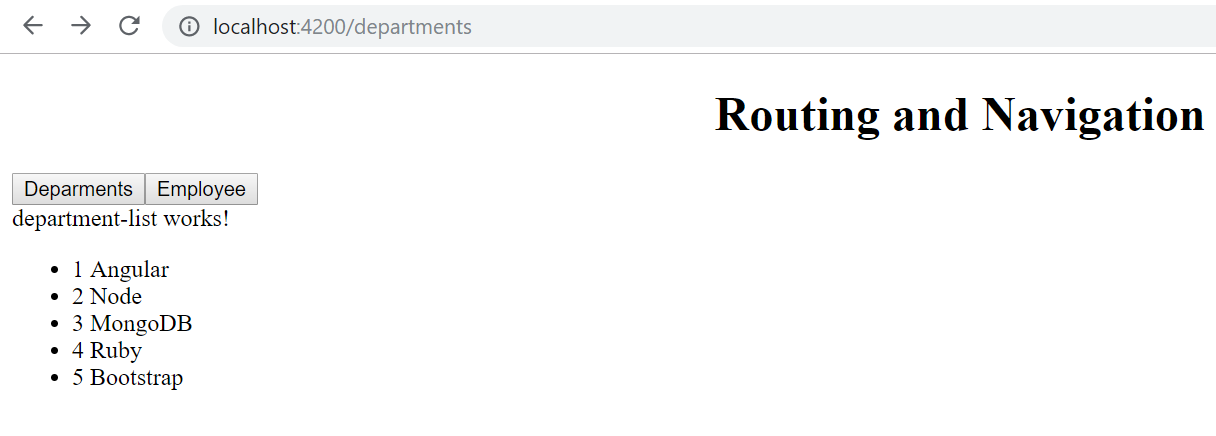 localhost:4200/departments
Routing and Navigation
Deparments Employee
department-list works!
1 Angular
2 Node
3 MongoDB
4 Ruby
5 Bootstrap